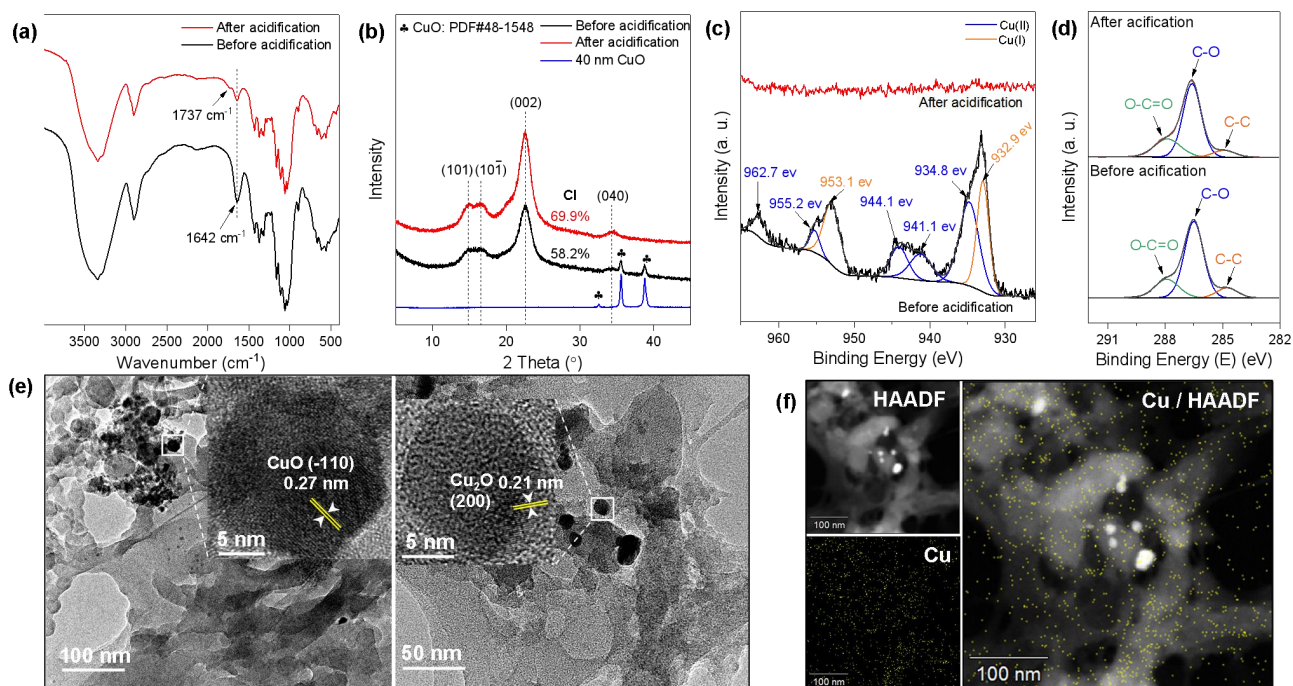 (a)
After acidification
Before acidification
1737 cm⁻¹
1642 cm⁻¹
3500 3000 2500 2000 1500 1000 500
Wavenumber (cm⁻¹)
(b)
♣ CuO: PDF#48-1548
Before acidification
After acidification
40 nm CuO
(002)
(101) (101̅)
CI
(040)
69.9%
58.2%
♣ ♣
♣
Intensity
10 20 30 40
2 Theta (°)
(c)
Cu(II)
Cu(I)
After acidification
932.9 ev
934.8 ev
962.7 ev
953.1 ev
944.1 ev
955.2 ev
941.1 ev
Before acidification
Intensity (a. u.)
960 950 940 930
Binding Energy (eV)
(d)
After acification
C-O
O-C=O
C-C
Before acification
C-O
O-C=O
C-C
Intensity (a. u.)
291 288 285 282
Binding Energy (E) (eV)
(e)
CuO (-110)
0.27 nm
5 nm
100 nm
Cu₂O 0.21 nm
(200)
5 nm
50 nm
(f)
HAADF
100 nm
Cu
100 nm
Cu / HAADF
100 nm